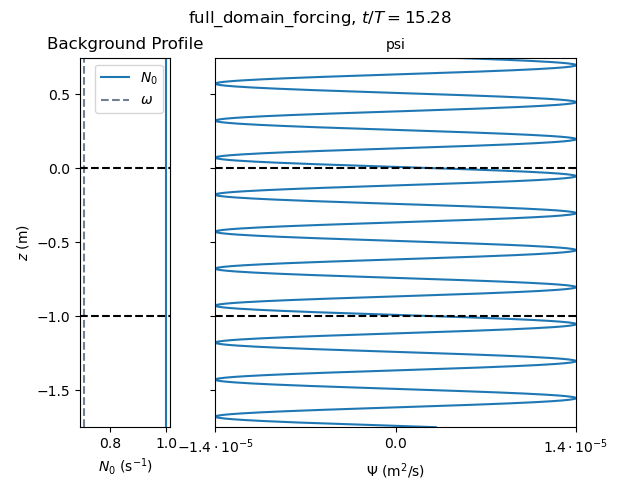 full_domain_forcing, t/T = 15.28
Background Profile
psi
N₀
ω
0.5
0.0
−0.5
−1.0
−1.5
z (m)
0.8
1.0
N₀ (s⁻¹)
−1.4 · 10⁻⁵
0.0
1.4 · 10⁻⁵
Ψ (m²/s)